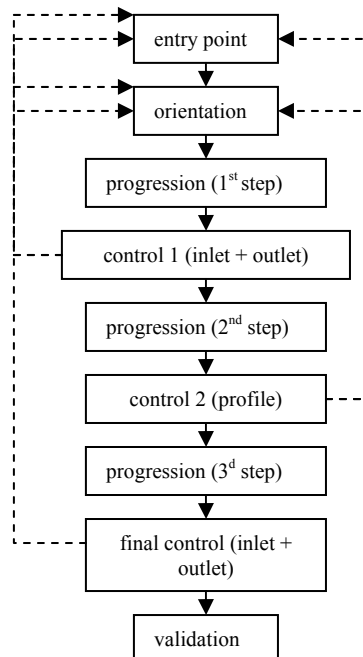 entry point
orientation
progression (1st step)
control 1 (inlet + outlet)
progression (2nd step)
control 2 (profile)
progression (3d step)
final control (inlet +
outlet)
validation